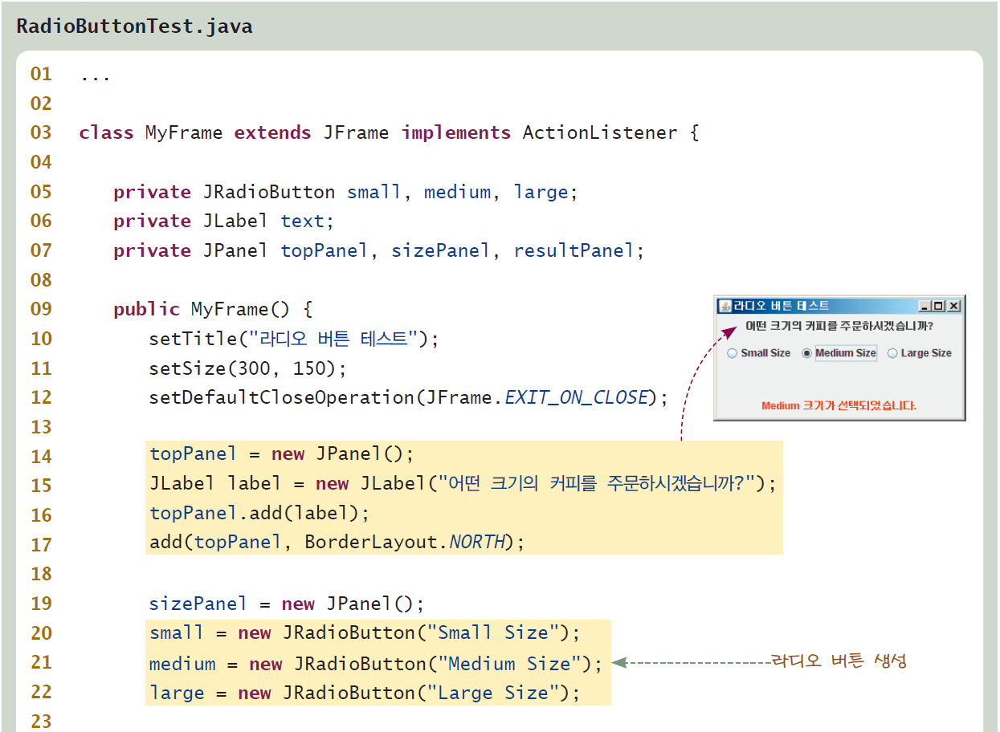 RadioButtonTest.java
01 ...
02
03 class MyFrame extends JFrame implements ActionListener {
04
05 private JRadioButton small, medium, large;
06 private JLabel text;
07 private JPanel topPanel, sizePanel, resultPanel;
08
09 public MyFrame() {
10 setTitle("라디오 버튼 테스트");
11 setSize(300, 150);
12 setDefaultCloseOperation(JFrame.EXIT_ON_CLOSE);
13
14 topPanel = new JPanel();
15 JLabel label = new JLabel("어떤 크기의 커피를 주문하시겠습니까?");
16 topPanel.add(label);
17 add(topPanel, BorderLayout.NORTH);
18
19 sizePanel = new JPanel();
20 small = new JRadioButton("Small Size");
21 medium = new JRadioButton("Medium Size");
22 large = new JRadioButton("Large Size");
23
라디오 버튼 테스트
어떤 크기의 커피를 주문하시겠습니까?
Small Size Medium Size Large Size
Medium 크기가 선택되었습니다.
라디오 버튼 생성